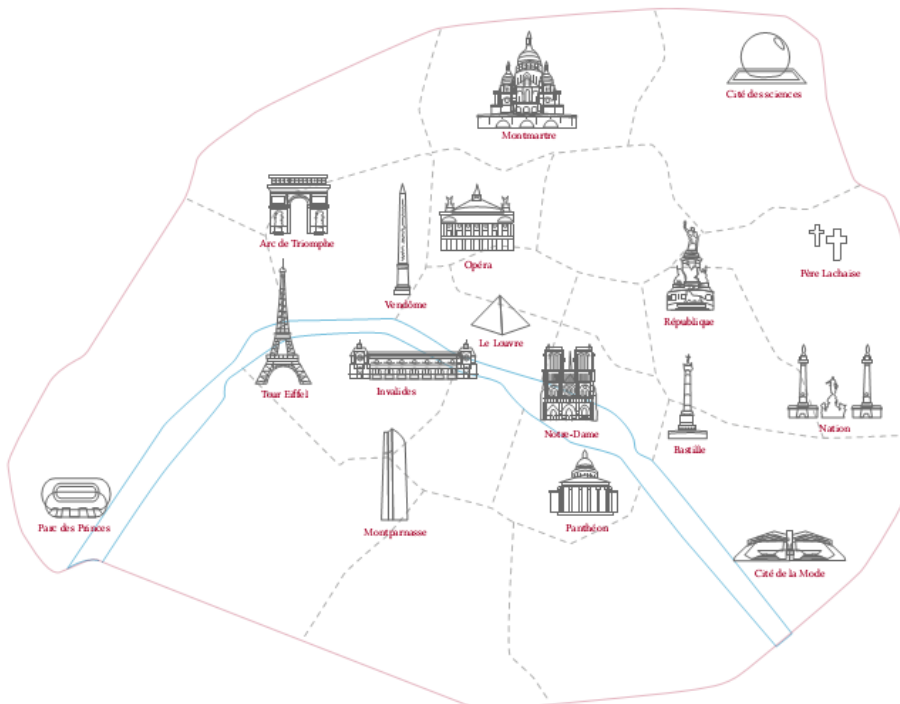 Cité des sciences
Montmartre
Arc de Triomphe
Opéra
Père Lachaise
Vendôme
République
Le Louvre
Tour Eiffel
Invalides
Nation
Notre-Dame
Bastille
Parc des Princes
Panthéon
Montparnasse
Cité de la Mode